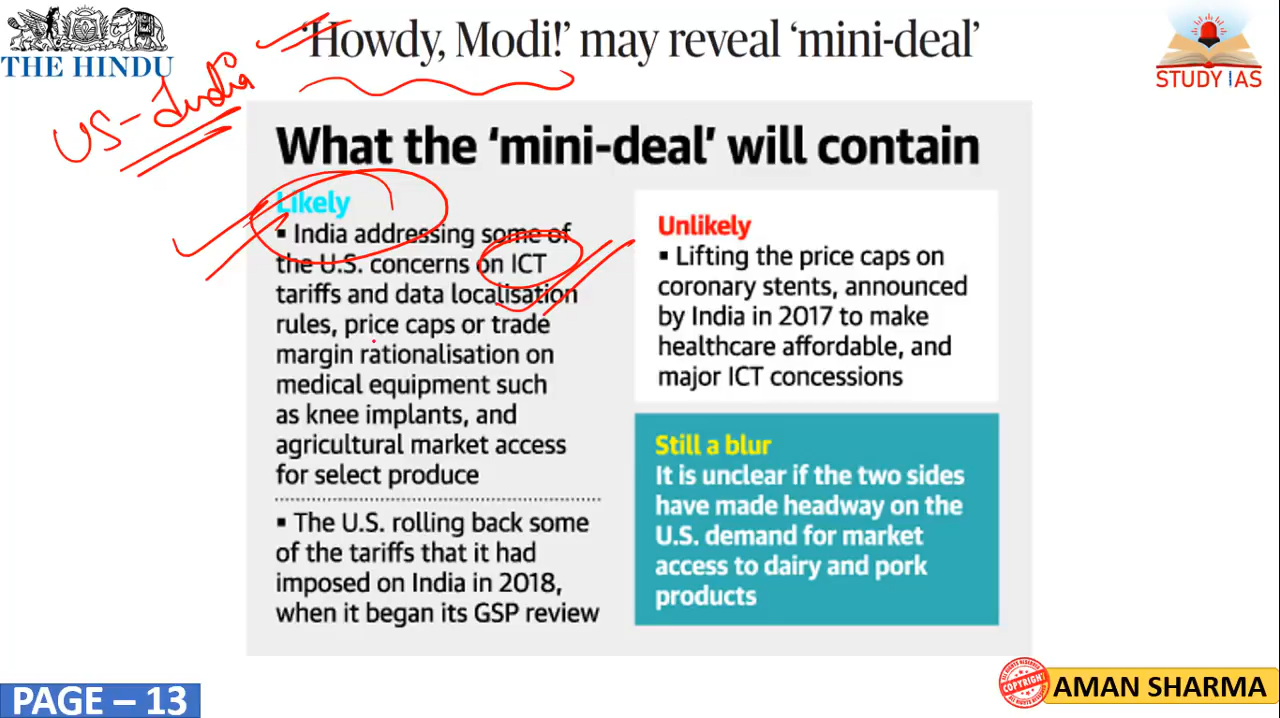 THE HINDU
'Howdy, Modi!' may reveal 'mini-deal'
STUDY IAS
US-India
What the 'mini-deal' will contain
Likely
▪ India addressing some of
the U.S. concerns on ICT
tariffs and data localisation
rules, price caps or trade
margin rationalisation on
medical equipment such
as knee implants, and
agricultural market access
for select produce
▪ The U.S. rolling back some
of the tariffs that it had
imposed on India in 2018,
when it began its GSP review
Unlikely
▪ Lifting the price caps on
coronary stents, announced
by India in 2017 to make
healthcare affordable, and
major ICT concessions
Still a blur
It is unclear if the two sides
have made headway on the
U.S. demand for market
access to dairy and pork
products
PAGE – 13
COPYRIGHT
AMAN SHARMA